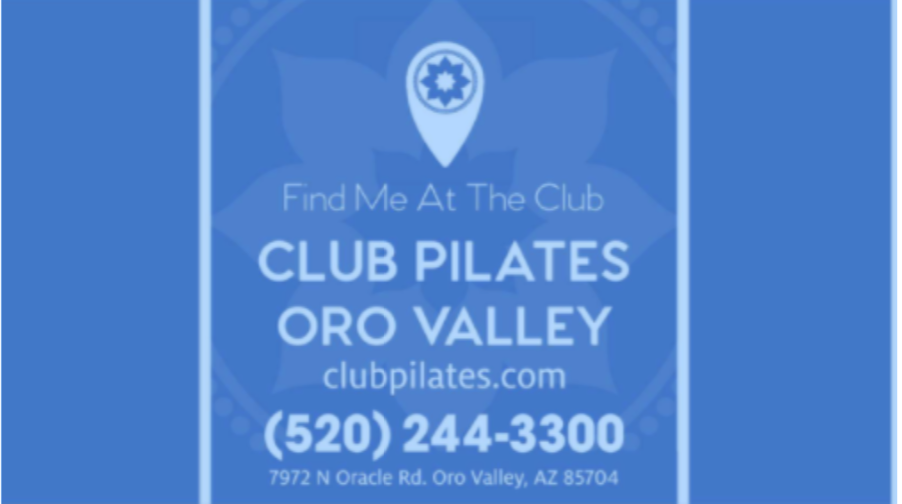 Find Me At The Club
CLUB PILATES
ORO VALLEY
clubpilates.com
(520) 244-3300
7972 N Oracle Rd. Oro Valley, AZ 85704